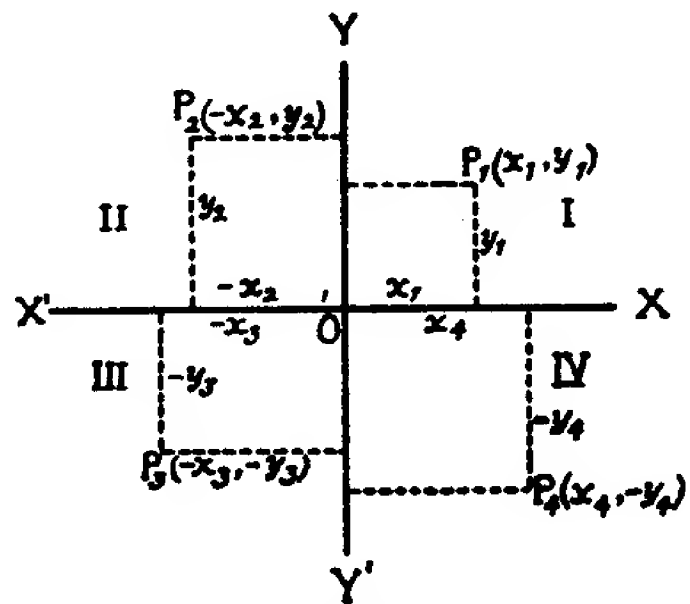 Y
P₂(-x₂, y₂)
P₁(x₁, y₁)
II
y₂
y₁
I
-x₂
x₁
X'
X
-x₃
O
x₄
III
-y₃
IV
-y₄
P₃(-x₃, -y₃)
P₄(x₄, -y₄)
Y'